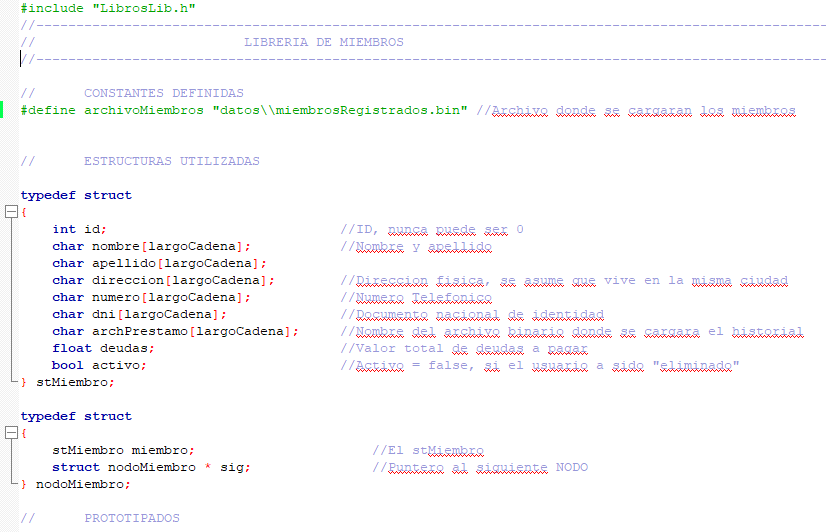 #include "LibrosLib.h"
//---------------------------------------------------------------------------------------------------
// LIBRERIA DE MIEMBROS
//---------------------------------------------------------------------------------------------------
// CONSTANTES DEFINIDAS
#define archivoMiembros "datos\\miembrosRegistrados.bin" //Archivo donde se cargaran los miembros
// ESTRUCTURAS UTILIZADAS
typedef struct
{
int id; //ID, nunca puede ser 0
char nombre[largoCadena]; //Nombre y apellido
char apellido[largoCadena];
char direccion[largoCadena]; //Direccion fisica, se asume que vive en la misma ciudad
char numero[largoCadena]; //Numero Telefonico
char dni[largoCadena]; //Documento nacional de identidad
char archPrestamo[largoCadena]; //Nombre del archivo binario donde se cargara el historial
float deudas; //Valor total de deudas a pagar
bool activo; //Activo = false, si el usuario a sido "eliminado"
} stMiembro;
typedef struct
{
stMiembro miembro; //El stMiembro
struct nodoMiembro * sig; //Puntero al siguiente NODO
} nodoMiembro;
// PROTOTIPADOS